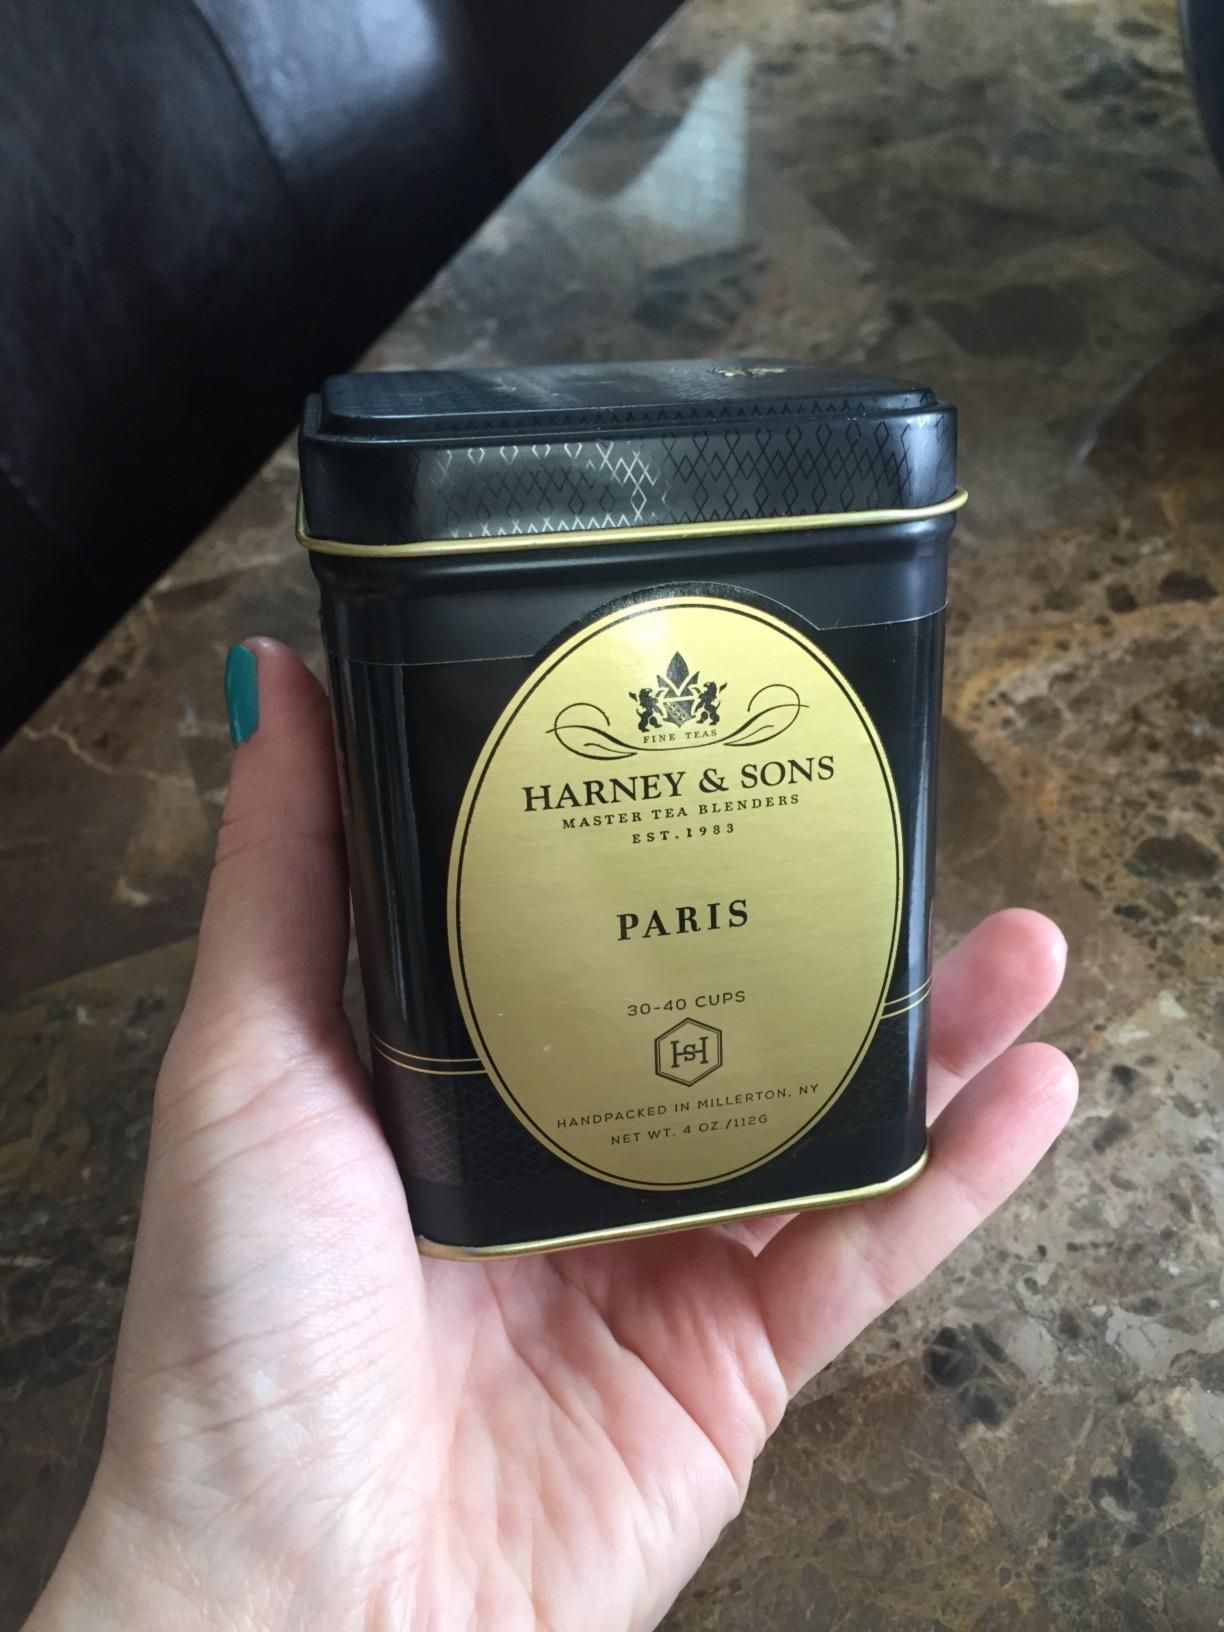 FINE TEAS
HARNEY & SONS
MASTER TEA BLENDERS
EST. 1983
PARIS
30-40 CUPS
HSH
HANDPACKED IN MILLERTON, NY
NET WT. 4 OZ./112G